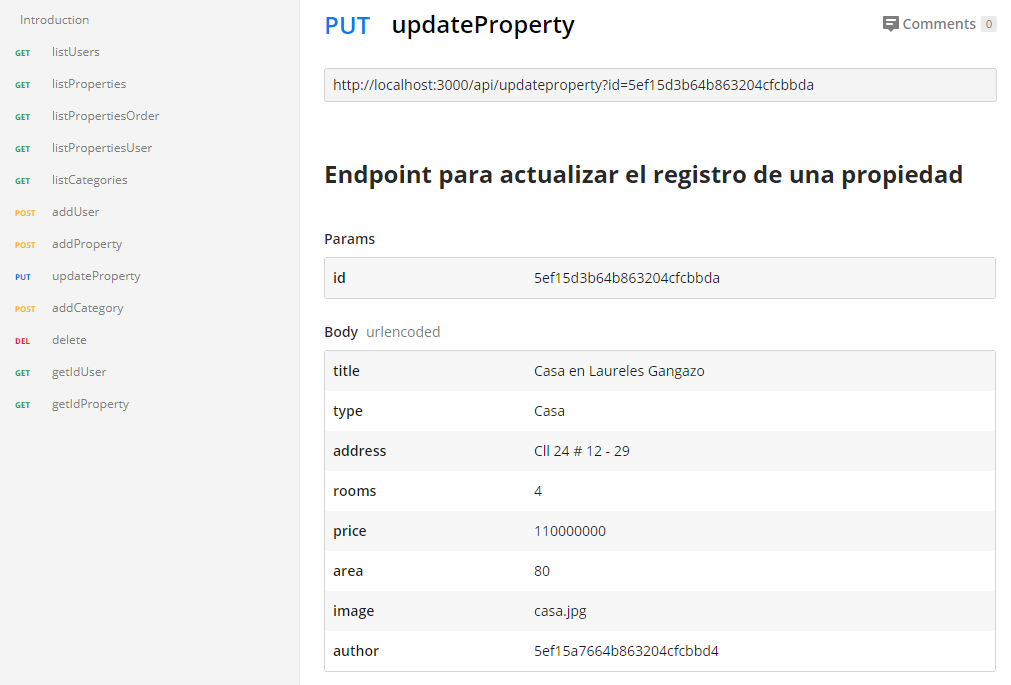 Introduction
GET listUsers
GET listProperties
GET listPropertiesOrder
GET listPropertiesUser
GET listCategories
POST addUser
POST addProperty
PUT updateProperty
POST addCategory
DEL delete
GET getIdUser
GET getIdProperty
PUT updateProperty
Comments 0
http://localhost:3000/api/updateproperty?id=5ef15d3b64b863204cfcbbda
Endpoint para actualizar el registro de una propiedad
Params
id 5ef15d3b64b863204cfcbbda
Body urlencoded
title Casa en Laureles Gangazo
type Casa
address Cll 24 # 12 - 29
rooms 4
price 110000000
area 80
image casa.jpg
author 5ef15a7664b863204cfcbbd4